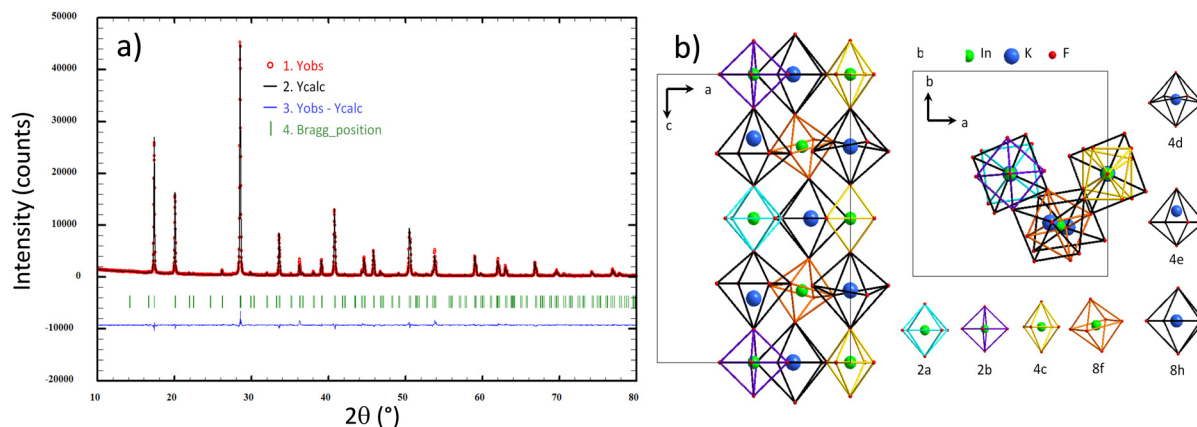 a)
Intensity (counts)
50000
40000
30000
20000
10000
0
-10000
-20000
1. Yobs
2. Ycalc
3. Yobs - Ycalc
4. Bragg_position
10 20 30 40 50 60 70 80
2θ (°)
b)
a
c
b In K F
b
a
4d
4e
2a 2b 4c 8f 8h